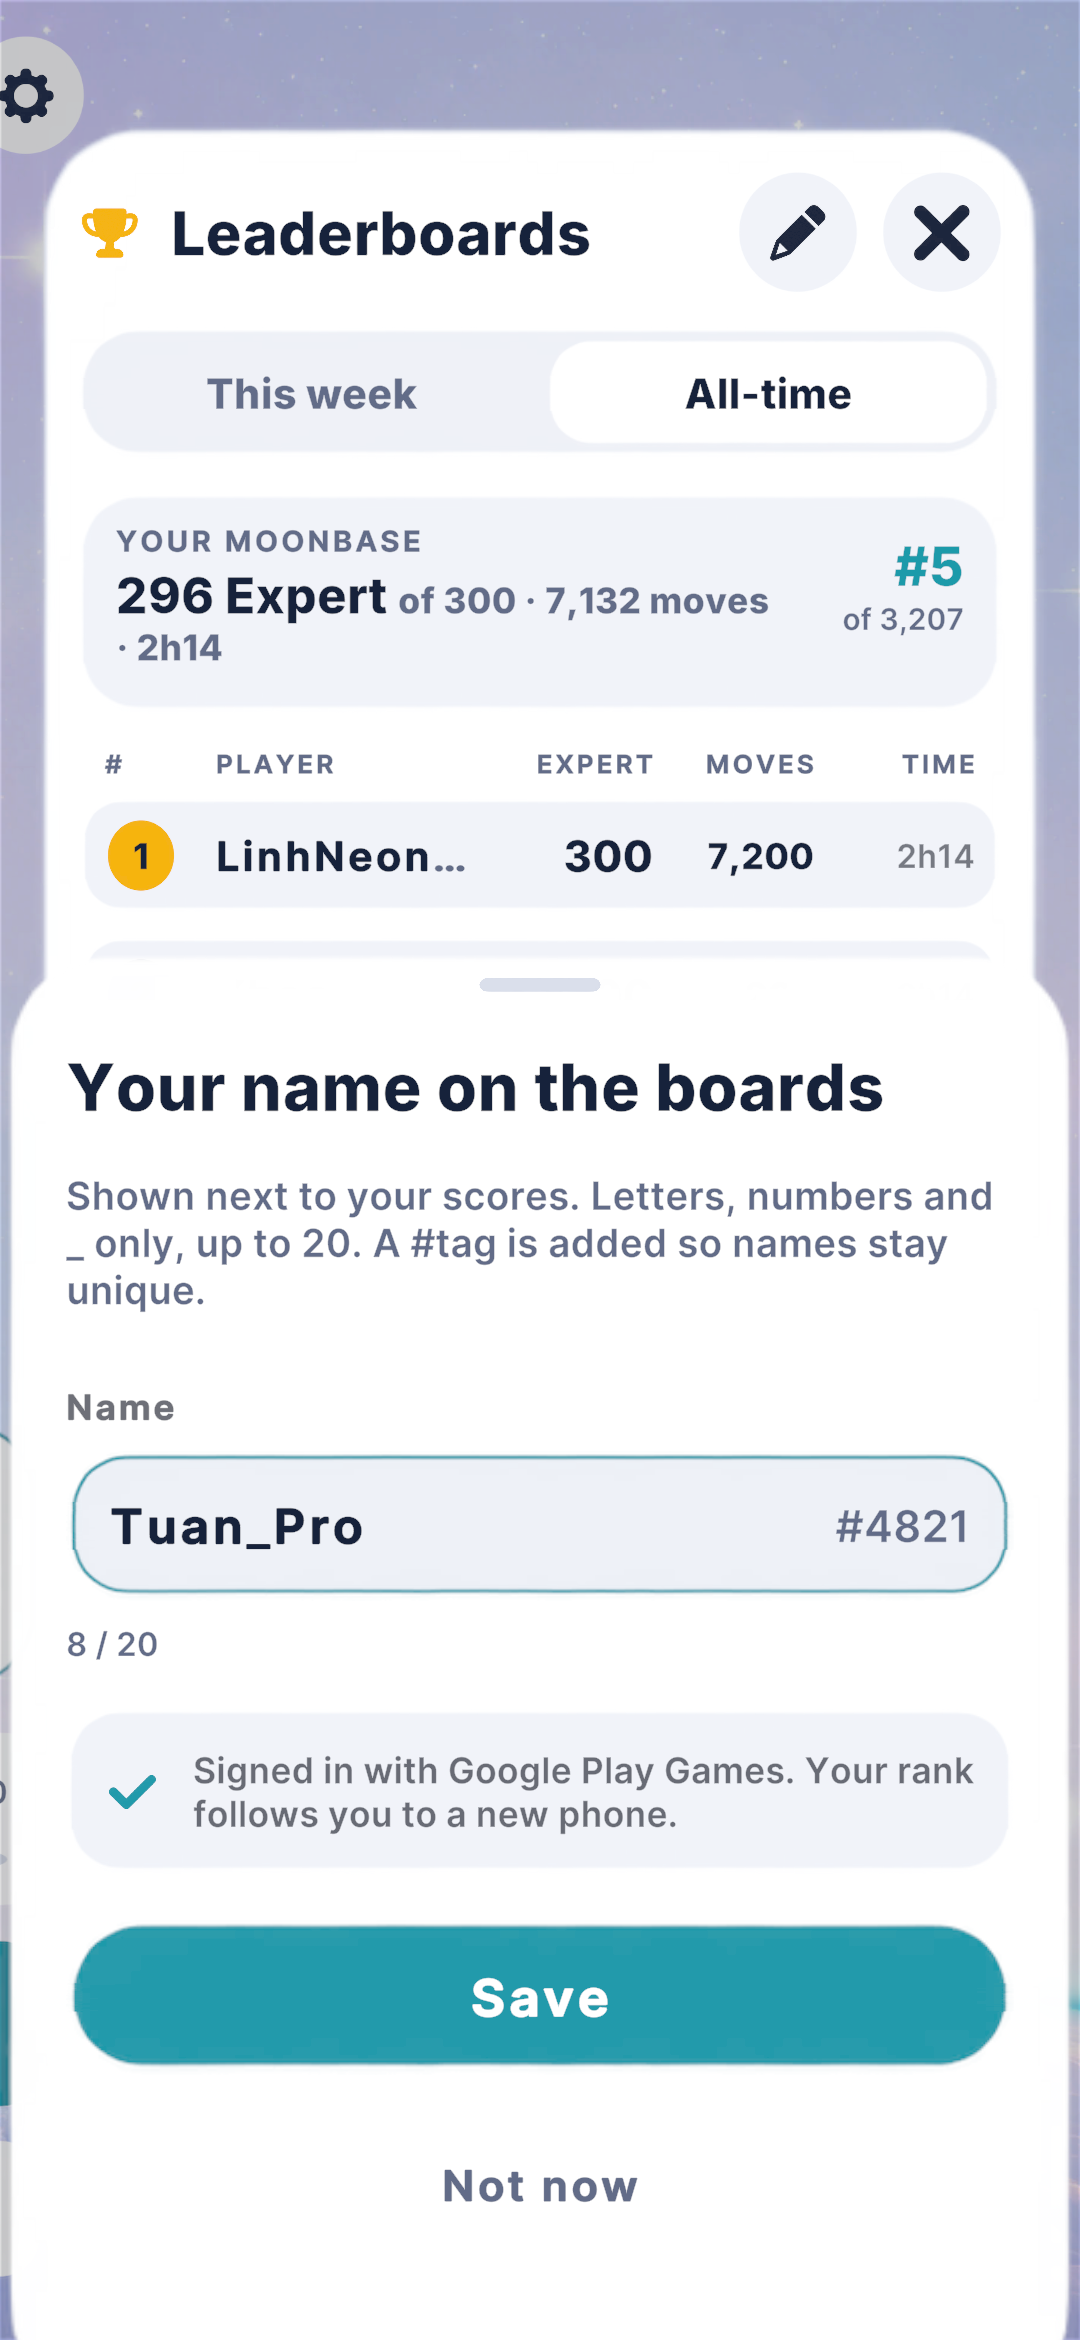 Leaderboards
This week
All-time
YOUR MOONBASE
296 Expert of 300 · 7,132 moves
· 2h14
#5
of 3,207
# PLAYER EXPERT MOVES TIME
1 LinhNeon... 300 7,200 2h14
Your name on the boards
Shown next to your scores. Letters, numbers and
_ only, up to 20. A #tag is added so names stay
unique.
Name
Tuan_Pro #4821
8 / 20
Signed in with Google Play Games. Your rank
follows you to a new phone.
Save
Not now